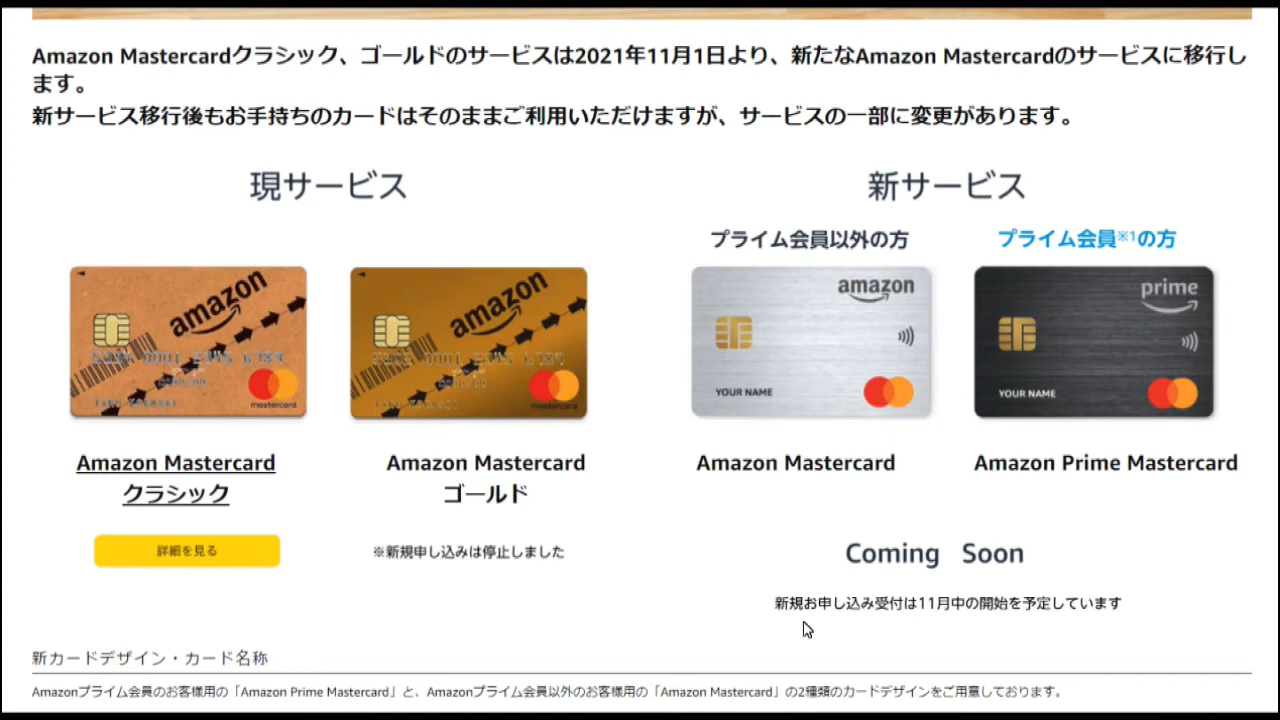 Amazon Mastercardクラシック、ゴールドのサービスは2021年11月1日より、新たなAmazon Mastercardのサービスに移行し
ます。
新サービス移行後もお手持ちのカードはそのままご利用いただけますが、サービスの一部に変更があります。
現サービス
新サービス
プライム会員以外の方
プライム会員※1の方
amazon
mastercard
amazon
mastercard
amazon
YOUR NAME
prime
YOUR NAME
Amazon Mastercard
クラシック
Amazon Mastercard
ゴールド
Amazon Mastercard
Amazon Prime Mastercard
詳細を見る
※新規申し込みは停止しました
Coming Soon
新規お申し込み受付は11月中の開始を予定しています
新カードデザイン・カード名称
Amazonプライム会員のお客様用の「Amazon Prime Mastercard」と、Amazonプライム会員以外のお客様用の「Amazon Mastercard」の2種類のカードデザインをご用意しております。